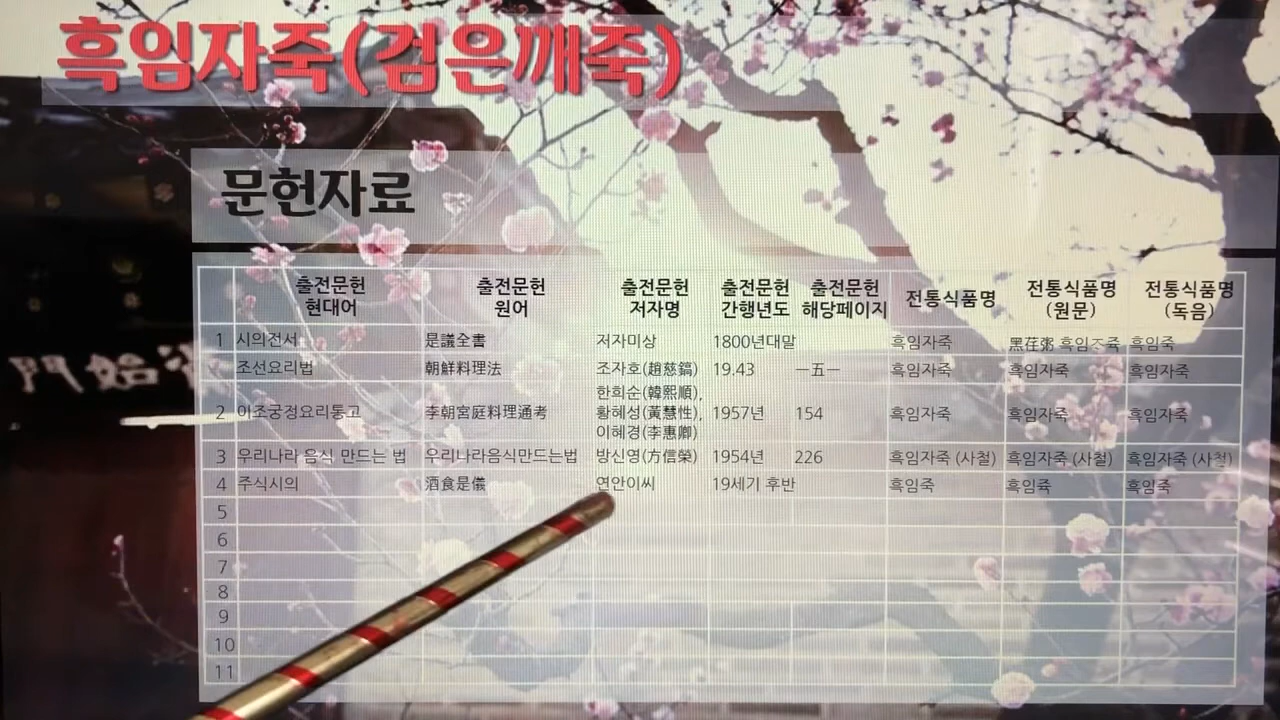 흑임자죽(검은깨죽)
문헌자료
출전문헌 현대어 출전문헌 원어 출전문헌 저자명 출전문헌 간행년도 출전문헌 해당페이지 전통식품명 전통식품명 (원문) 전통식품명 (독음)
1 시의전서 是議全書 저자미상 1800년대말 흑임자죽 黑荏粥 흑임ᄌᆞ쥭 흑임죽
조선요리법 朝鮮料理法 조자호(趙慈鎬) 19.43 一五一 흑임자죽 흑임자죽 흑임자죽
2 이조궁정요리통고 李朝宮庭料理通考 한희순(韓熙順), 황혜성(黃慧性), 이혜경(李惠卿) 1957년 154 흑임자죽 흑임자죽 흑임자죽
3 우리나라 음식 만드는 법 우리나라음식만드는법 방신영(方信榮) 1954년 226 흑임자죽 (사철) 흑임자죽 (사철) 흑임자죽 (사철)
4 주식시의 酒食是儀 연안이씨 19세기 후반 흑임죽 흑임쥭 흑임죽
5
6
7
8
9
10
11
門始